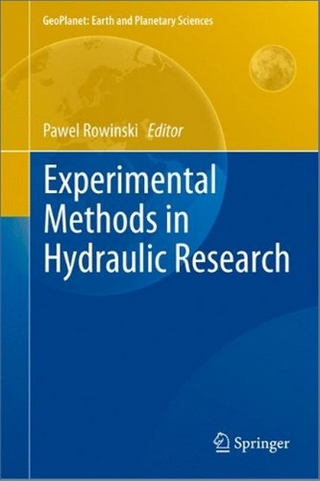 GeoPlanet: Earth and Planetary Sciences
Pawel Rowinski Editor
Experimental
Methods in
Hydraulic Research
Springer